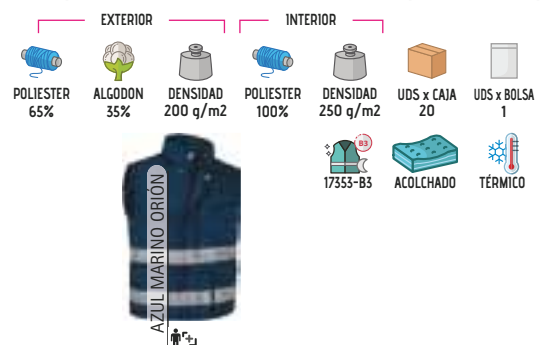 EXTERIOR
INTERIOR
POLIESTER
65%
ALGODON
35%
DENSIDAD
200 g/m2
POLIESTER
100%
DENSIDAD
250 g/m2
UDS x CAJA
20
UDS x BOLSA
1
B3
17353-B3
ACOLCHADO
TÉRMICO
AZUL MARINO ORIÓN